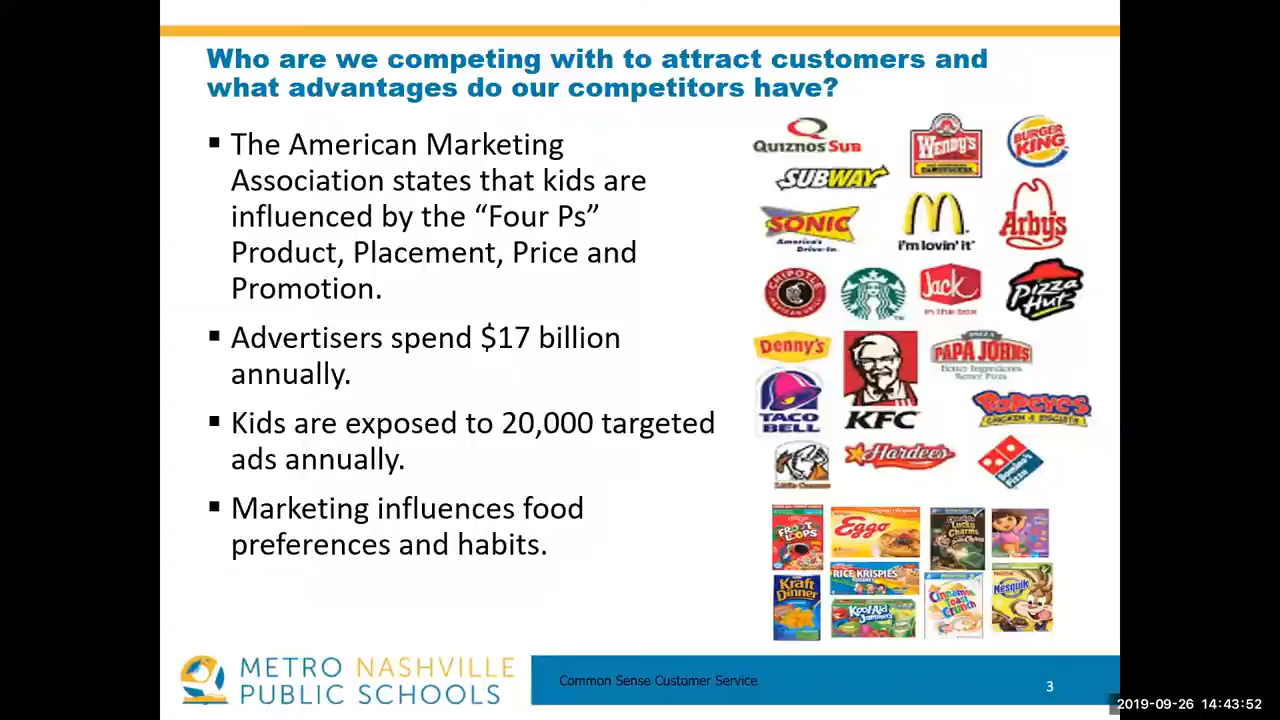 Who are we competing with to attract customers and
what advantages do our competitors have?
▪ The American Marketing
Association states that kids are
influenced by the “Four Ps”
Product, Placement, Price and
Promotion.
▪ Advertisers spend $17 billion
annually.
▪ Kids are exposed to 20,000 targeted
ads annually.
▪ Marketing influences food
preferences and habits.
QUIZNOS SUB
WENDY'S
BURGER
KING
SUBWAY
SONIC
America's
Drive-In
i'm lovin' it
Arby's
CHIPOTLE
MEXICAN GRILL
STARBUCKS
Jack
in the box
Pizza
Hut
Denny's
KFC
PIZZA
PAPA JOHNS
Better Ingredients.
Better Pizza.
TACO
BELL
POPEYES
CHICKEN & BISCUITS
Little Caesars
Hardee's
Domino's
Pizza
FROOT
LOOPS
Eggo
Lucky
Charms
Kraft
Dinner
RICE KRISPIES
Kool-Aid
Jammers
Cinnamon
Toast
Crunch
Nesquik
METRO NASHVILLE
PUBLIC SCHOOLS
Common Sense Customer Service
3
2019-09-26 14:43:52